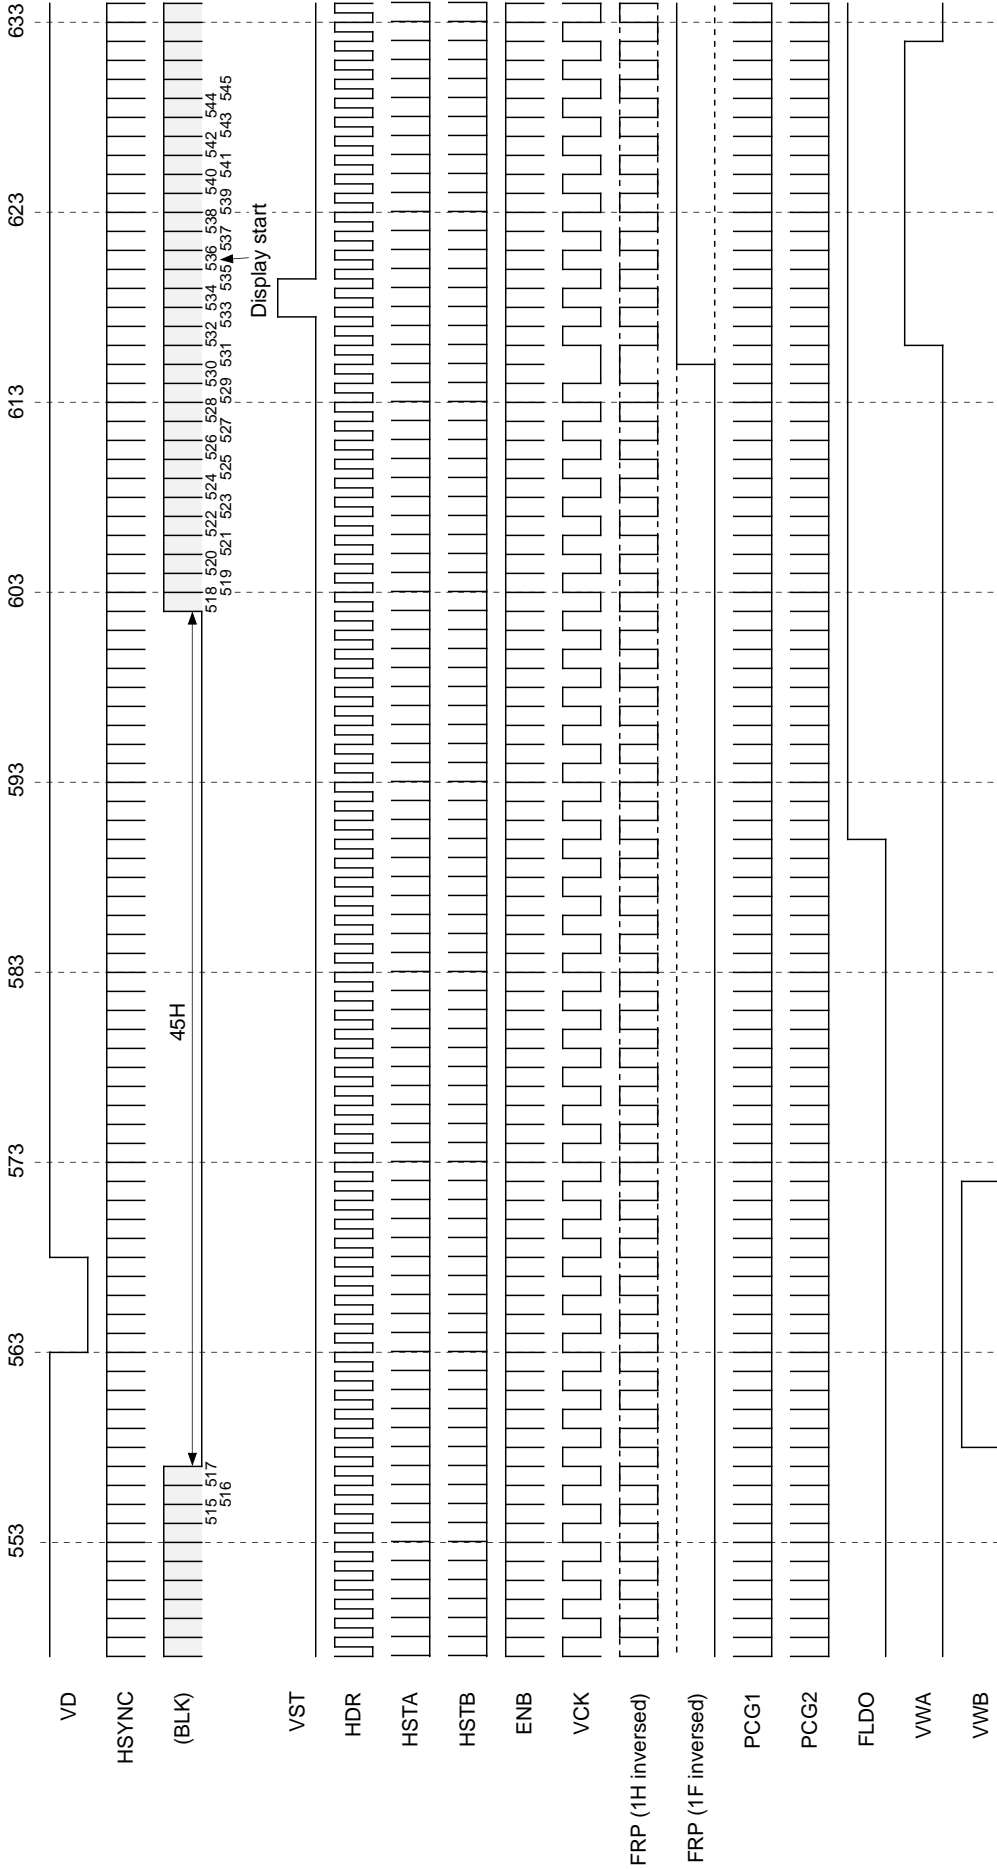 553 563 573 583 593 603 613 623 633
VD
HSYNC
(BLK)
45H
515 517 518 520 522 524 526 528 530 532 534 536 538 540 542 544
516 519 521 523 525 527 529 531 533 535 537 539 541 543 545
Display start
VST
HDR
HSTA
HSTB
ENB
VCK
FRP (1H inversed)
FRP (1F inversed)
PCG1
PCG2
FLDO
VWA
VWB